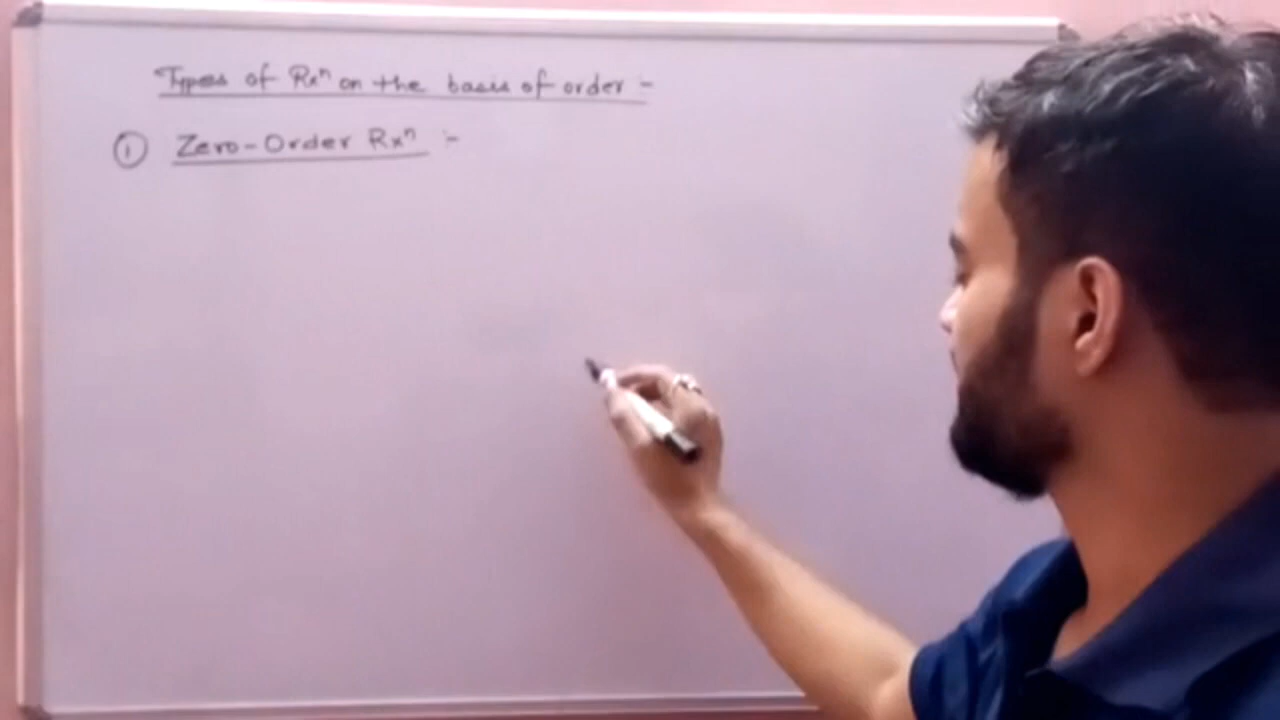 Types of Rxⁿ on the basis of order :-
① Zero-Order Rxⁿ :-